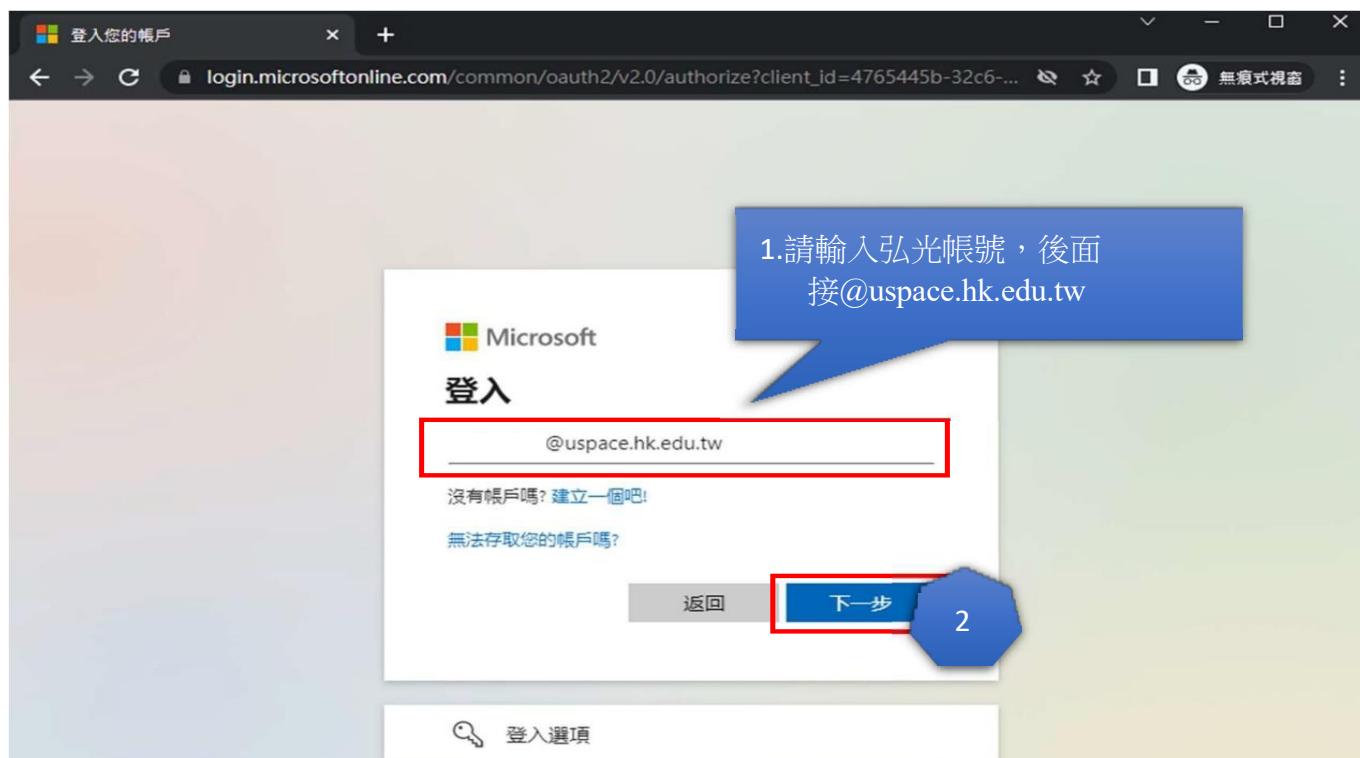 登入您的帳戶
login.microsoftonline.com/common/oauth2/v2.0/authorize?client_id=4765445b-32c6-...
無痕式視窗
1.請輸入弘光帳號，後面
接@uspace.hk.edu.tw
Microsoft
登入
@uspace.hk.edu.tw
沒有帳戶嗎? 建立一個吧!
無法存取您的帳戶嗎?
返回
下一步
2
登入選項